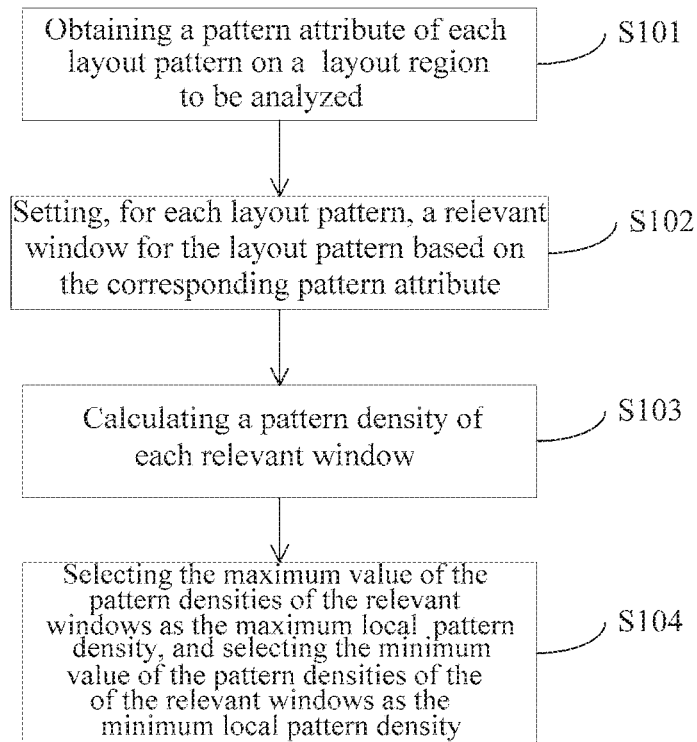 Obtaining a pattern attribute of each
layout pattern on a layout region
to be analyzed
S101
Setting, for each layout pattern, a relevant
window for the layout pattern based on
the corresponding pattern attribute
S102
Calculating a pattern density of
each relevant window
S103
Selecting the maximum value of the
pattern densities of the relevant
windows as the maximum local pattern
density, and selecting the minimum
value of the pattern densities of the
of the relevant windows as the
minimum local pattern density
S104